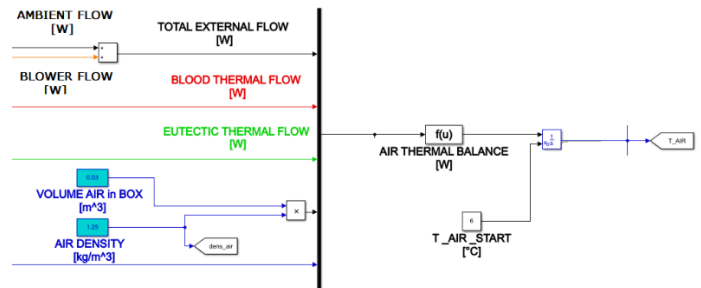 AMBIENT FLOW
[W]
TOTAL EXTERNAL FLOW
[W]
BLOWER FLOW
[W]
BLOOD THERMAL FLOW
[W]
EUTECTIC THERMAL FLOW
[W]
0.03
VOLUME AIR in BOX
[m^3]
×
1.25
AIR DENSITY
[kg/m^3]
dens_air
f(u)
AIR THERMAL BALANCE
[W]
1
6
T_AIR_START
[°C]
T_AIR